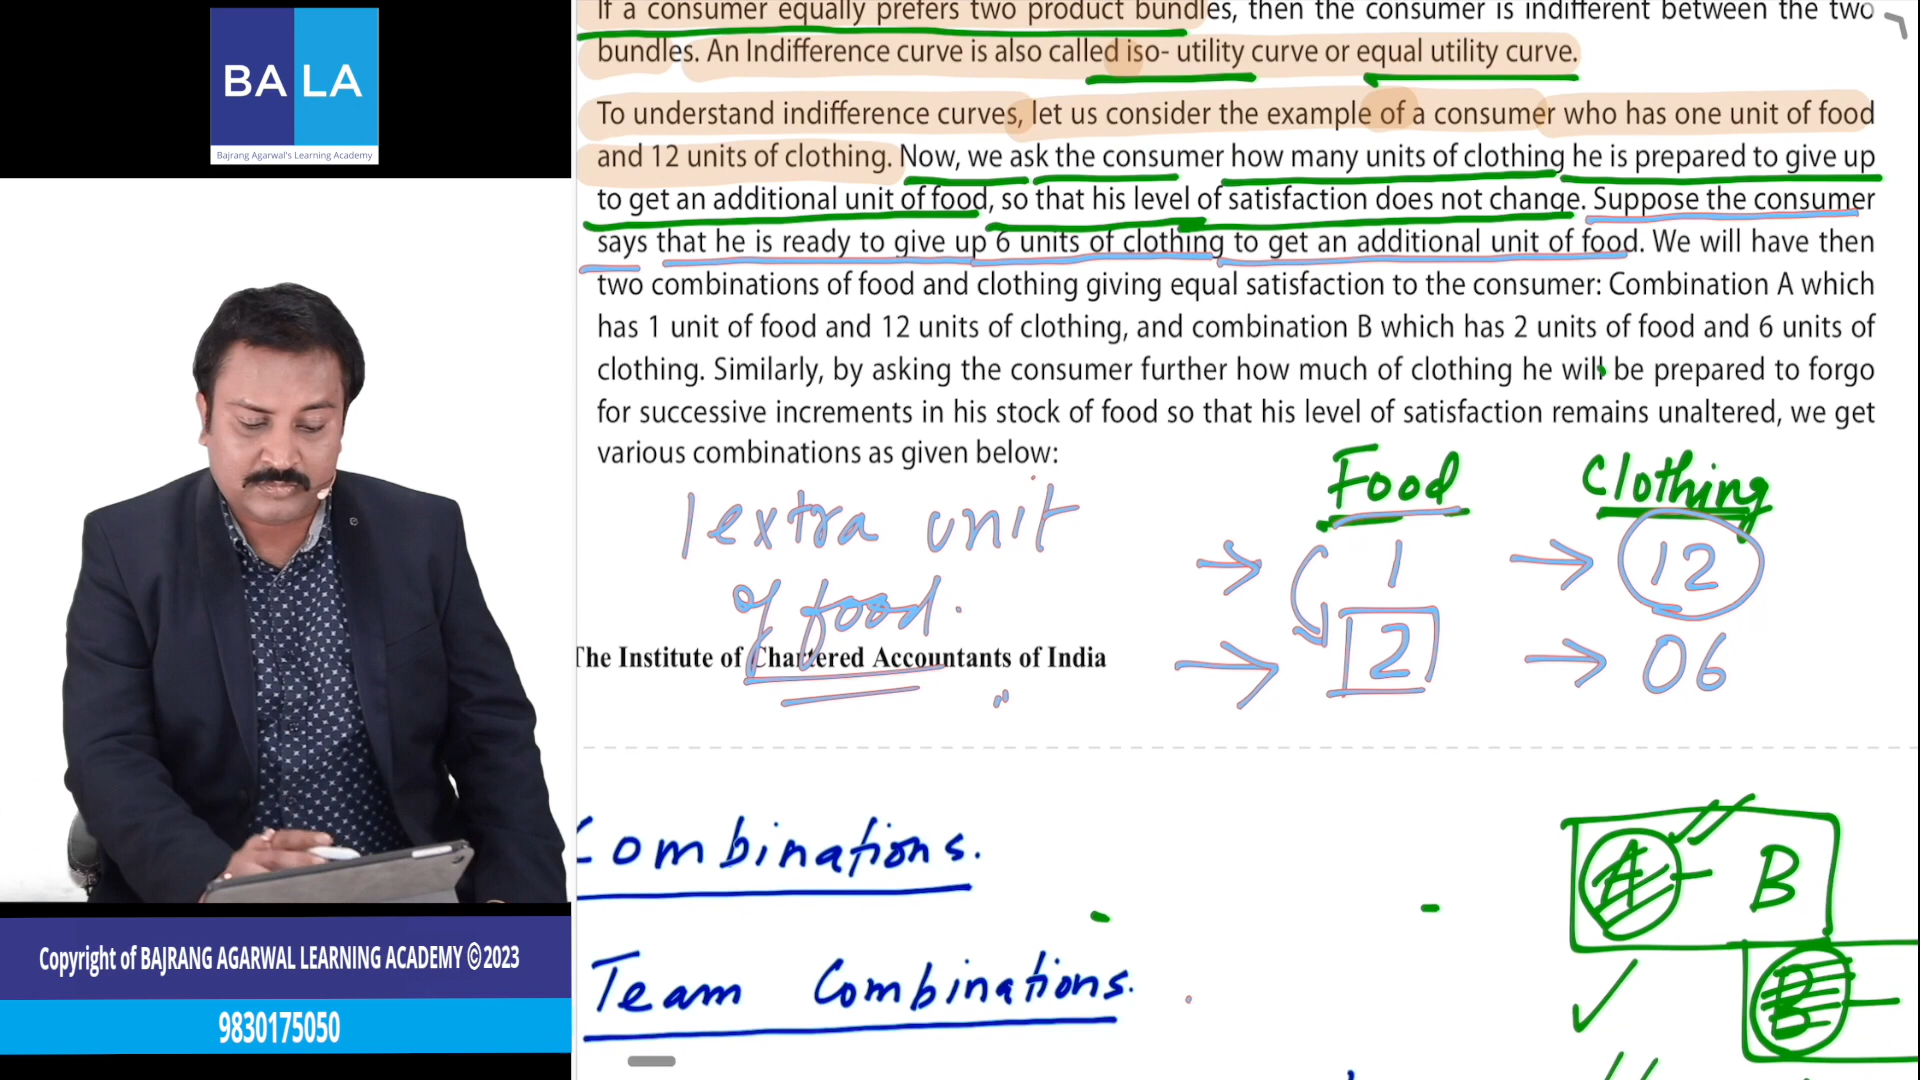 BA LA
Bajrang Agarwal's Learning Academy
If a consumer equally prefers two product bundles, then the consumer is indifferent between the two
bundles. An Indifference curve is also called iso- utility curve or equal utility curve.
To understand indifference curves, let us consider the example of a consumer who has one unit of food
and 12 units of clothing. Now, we ask the consumer how many units of clothing he is prepared to give up
to get an additional unit of food, so that his level of satisfaction does not change. Suppose the consumer
says that he is ready to give up 6 units of clothing to get an additional unit of food. We will have then
two combinations of food and clothing giving equal satisfaction to the consumer: Combination A which
has 1 unit of food and 12 units of clothing, and combination B which has 2 units of food and 6 units of
clothing. Similarly, by asking the consumer further how much of clothing he will be prepared to forgo
for successive increments in his stock of food so that his level of satisfaction remains unaltered, we get
various combinations as given below:
Food Clothing
1 extra unit
→ 1 → 12
of food.
→ 2 → 06
The Institute of Chartered Accountants of India
Combinations.
A - B
Team Combinations.
B -
Copyright of BAJRANG AGARWAL LEARNING ACADEMY © 2023
9830175050